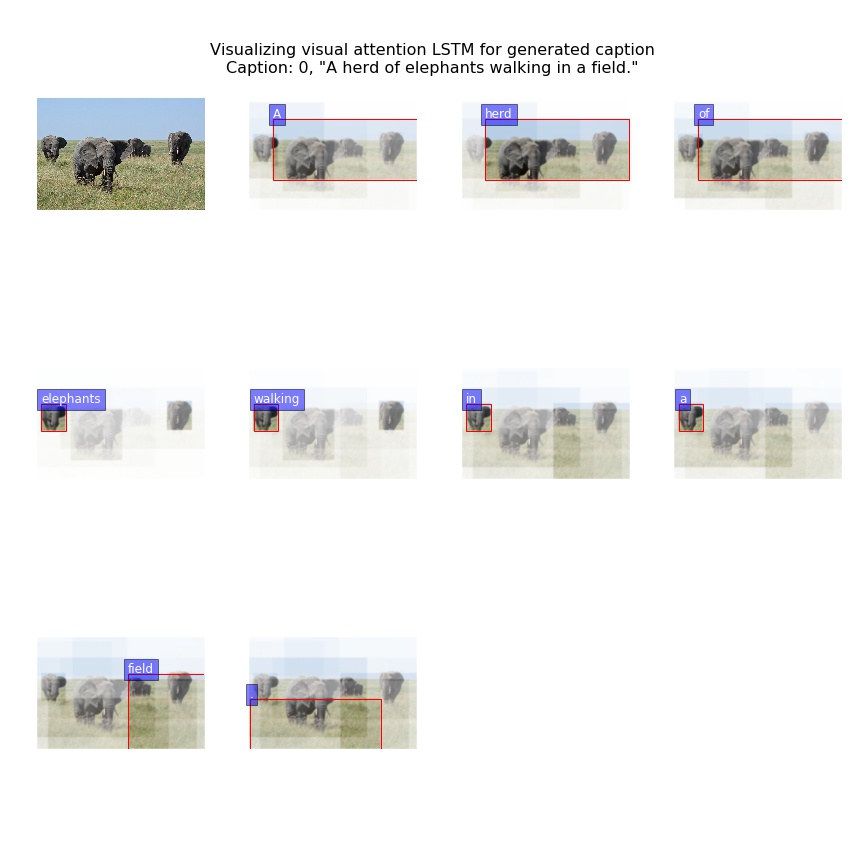 Visualizing visual attention LSTM for generated caption
Caption: 0, "A herd of elephants walking in a field."
A
herd
of
elephants
walking
in
a
field
.